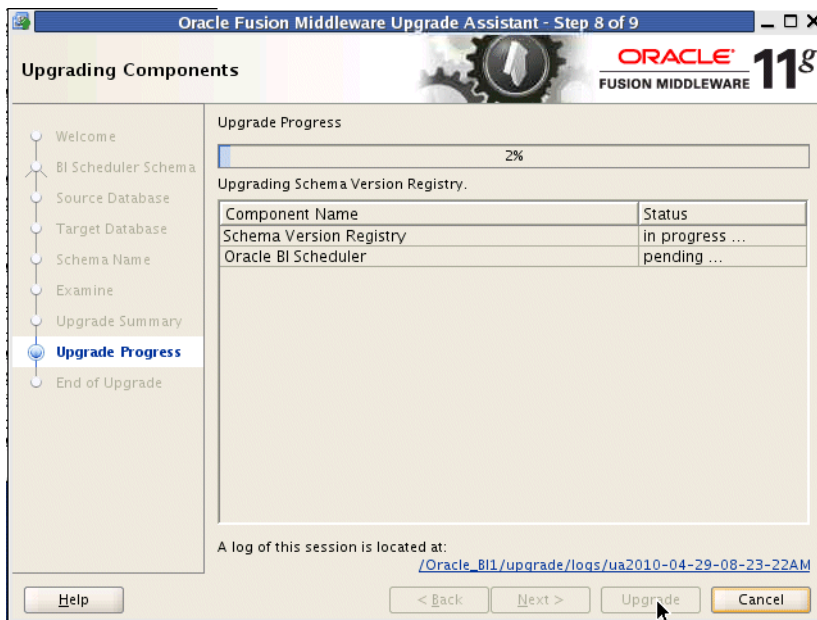 Oracle Fusion Middleware Upgrade Assistant - Step 8 of 9
Upgrading Components
ORACLE
FUSION MIDDLEWARE
11g
Welcome
BI Scheduler Schema
Source Database
Target Database
Schema Name
Examine
Upgrade Summary
Upgrade Progress
End of Upgrade
Upgrade Progress
2%
Upgrading Schema Version Registry.
Component Name Status
Schema Version Registry in progress ...
Oracle BI Scheduler pending ...
A log of this session is located at:
/Oracle_BI1/upgrade/logs/ua2010-04-29-08-23-22AM
Help < Back Next > Upgrade Cancel